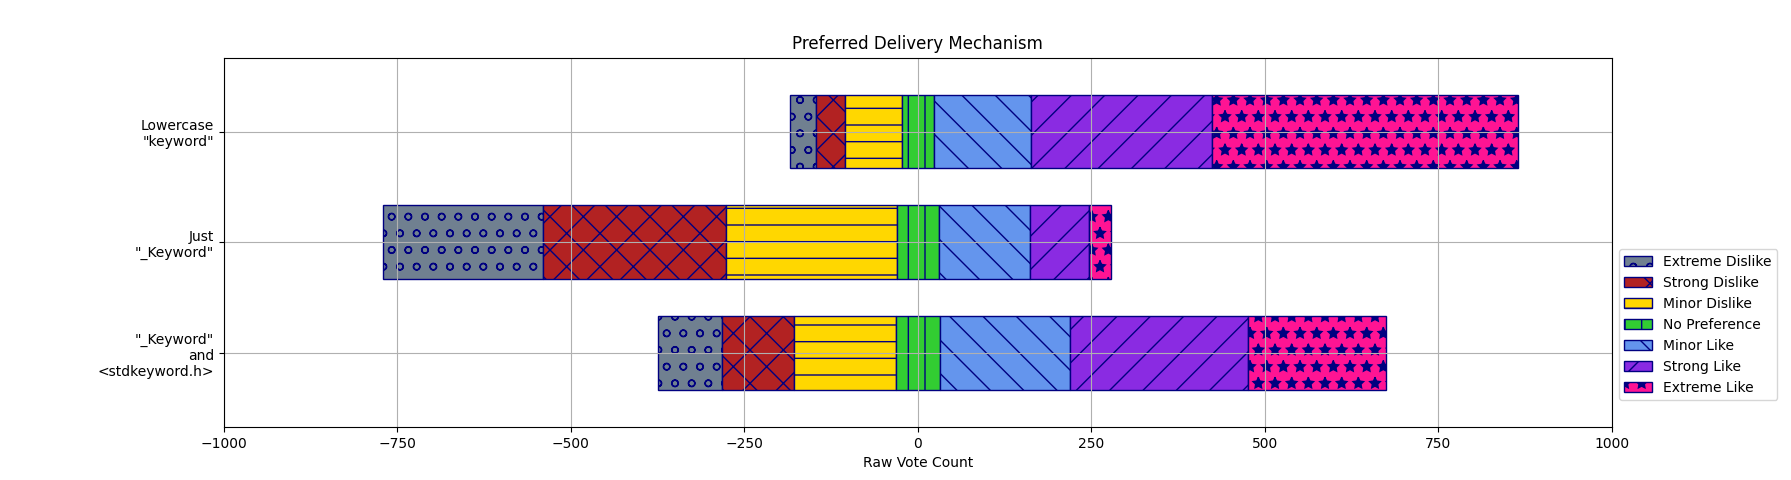 Preferred Delivery Mechanism
Lowercase
"keyword"
Just
"_Keyword"
"_Keyword"
and
<stdkeyword.h>
−1000 −750 −500 −250 0 250 500 750 1000
Raw Vote Count
Extreme Dislike
Strong Dislike
Minor Dislike
No Preference
Minor Like
Strong Like
Extreme Like